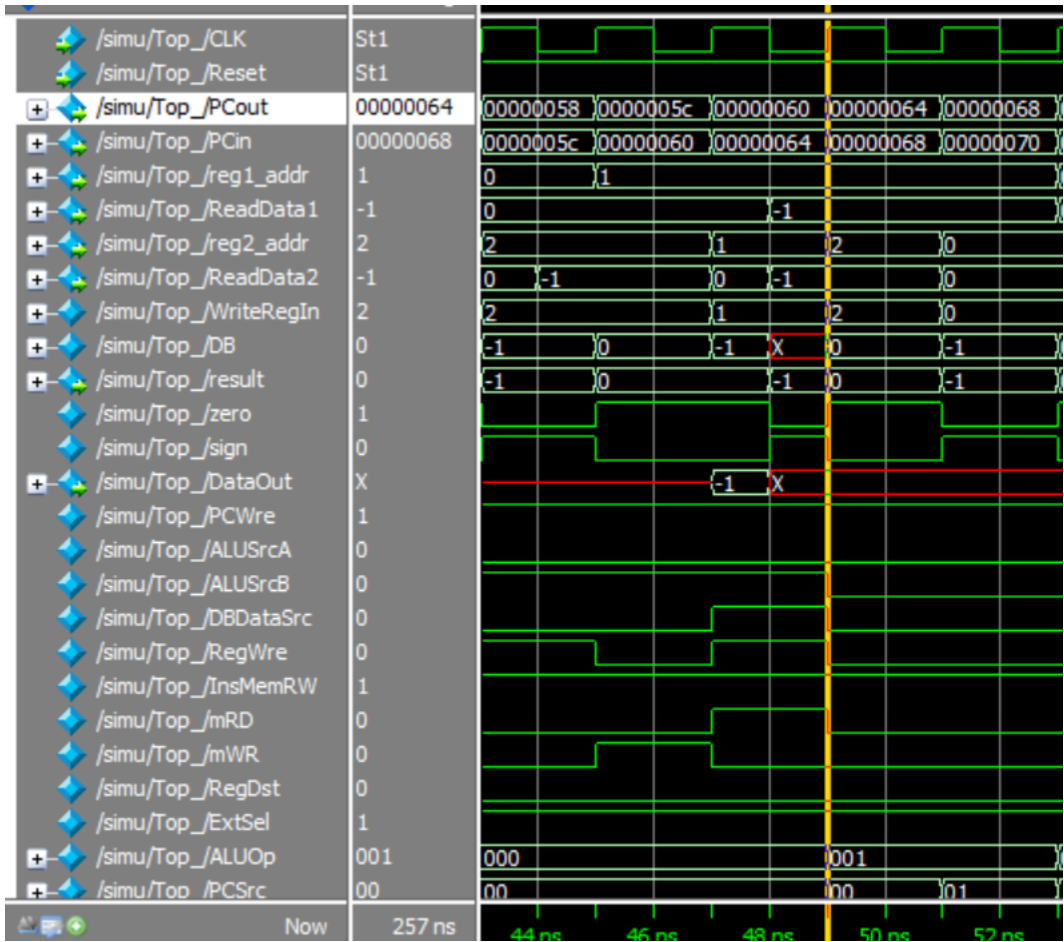 /simu/Top_/CLK St1
/simu/Top_/Reset St1
/simu/Top_/PCout 00000064 00000058 0000005c 00000060 00000064 00000068
/simu/Top_/PCin 00000068 0000005c 00000060 00000064 00000068 00000070
/simu/Top_/reg1_addr 1 0 1
/simu/Top_/ReadData1 -1 0 -1
/simu/Top_/reg2_addr 2 2 1 2 0
/simu/Top_/ReadData2 -1 0 -1 0 -1 0
/simu/Top_/WriteRegIn 2 2 1 2 0
/simu/Top_/DB 0 -1 0 -1 X 0 -1
/simu/Top_/result 0 -1 0 -1 0 -1
/simu/Top_/zero 1
/simu/Top_/sign 0
/simu/Top_/DataOut X -1 X
/simu/Top_/PCWre 1
/simu/Top_/ALUSrcA 0
/simu/Top_/ALUSrcB 0
/simu/Top_/DBDataSrc 0
/simu/Top_/RegWre 0
/simu/Top_/InsMemRW 1
/simu/Top_/mRD 0
/simu/Top_/mWR 0
/simu/Top_/RegDst 0
/simu/Top_/ExtSel 1
/simu/Top_/ALUOp 001 000 001
/simu/Top_/PCSrc 00 00 00 01
Now 257 ns 44 ns 46 ns 48 ns 50 ns 52 ns